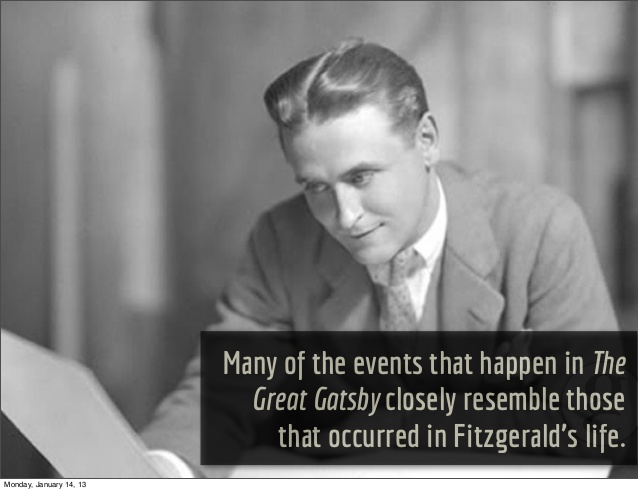 Many of the events that happen in The
Great Gatsby closely resemble those
that occurred in Fitzgerald's life.
Monday, January 14, 13